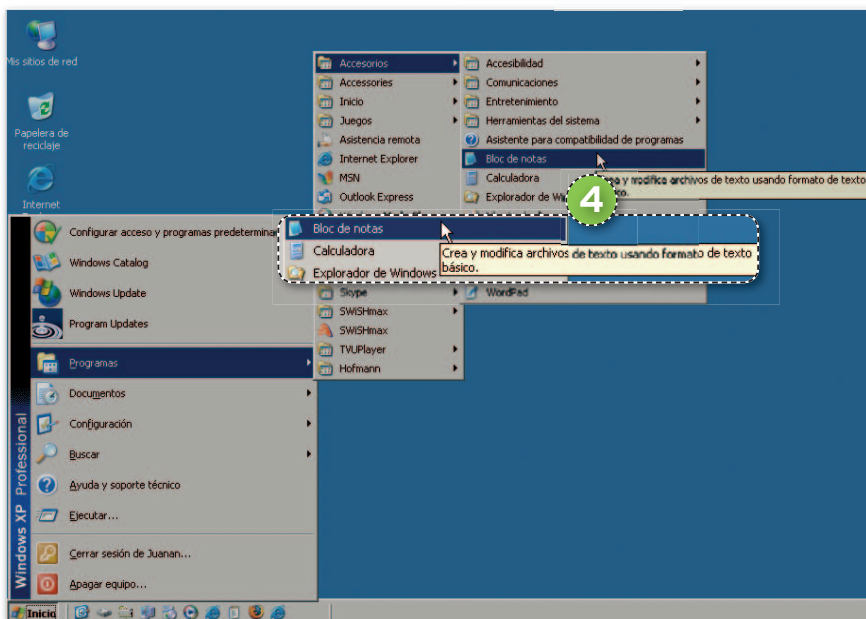 Mis sitios de red
Papelera de
reciclaje
Internet
Configurar acceso y programas
Windows Catalog
Windows Update
Program Updates
Programas
Documentos
Configuración
Buscar
Ayuda y soporte técnico
Ejecutar...
Cerrar sesión de Juanan...
Apagar equipo...
Windows XP Professional
Inicio
Accesorios
Accessories
Inicio
Juegos
Asistencia remota
Internet Explorer
MSN
Outlook Express
Skype
SWiSHmax
SWiSHmax
TVUPlayer
Hofmann
Accesibilidad
Comunicaciones
Entretenimiento
Herramientas del sistema
Asistente para compatibilidad de programas
Bloc de notas
Calculadora
Explorador de
WordPad
y modifica archivos de texto usando formato de texto
4
Bloc de notas
Calculadora
Explorador de Windows
Crea y modifica archivos de texto usando formato de texto
básico.